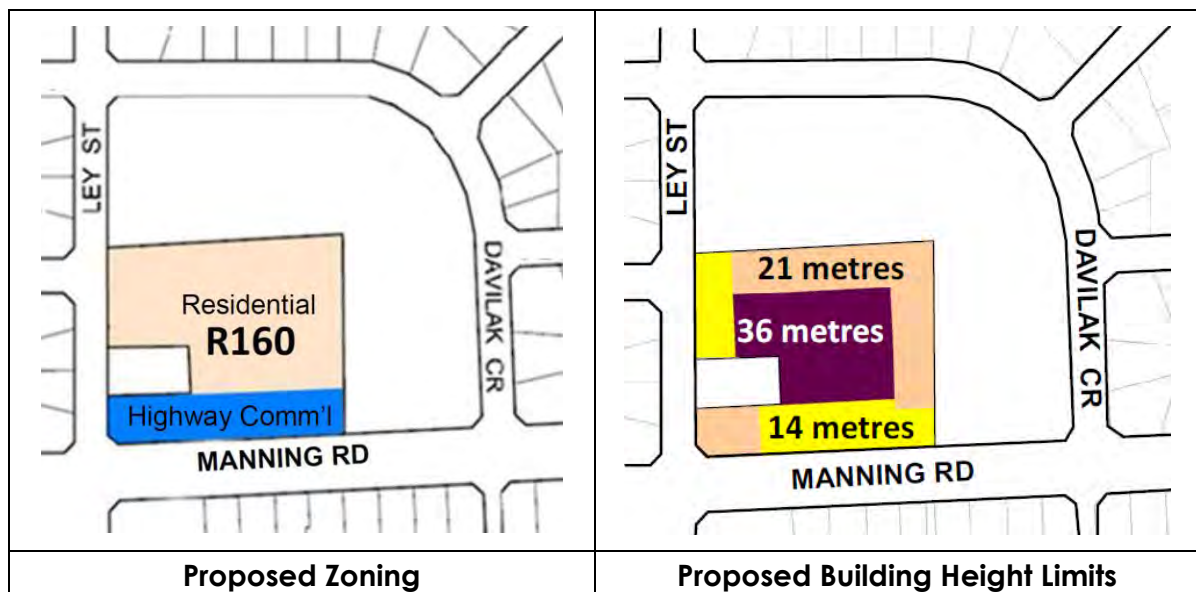 LEY ST
Residential
R160
Highway Comm'l
MANNING RD
DAVILAK CR
Proposed Zoning
LEY ST
21 metres
36 metres
14 metres
MANNING RD
DAVILAK CR
Proposed Building Height Limits